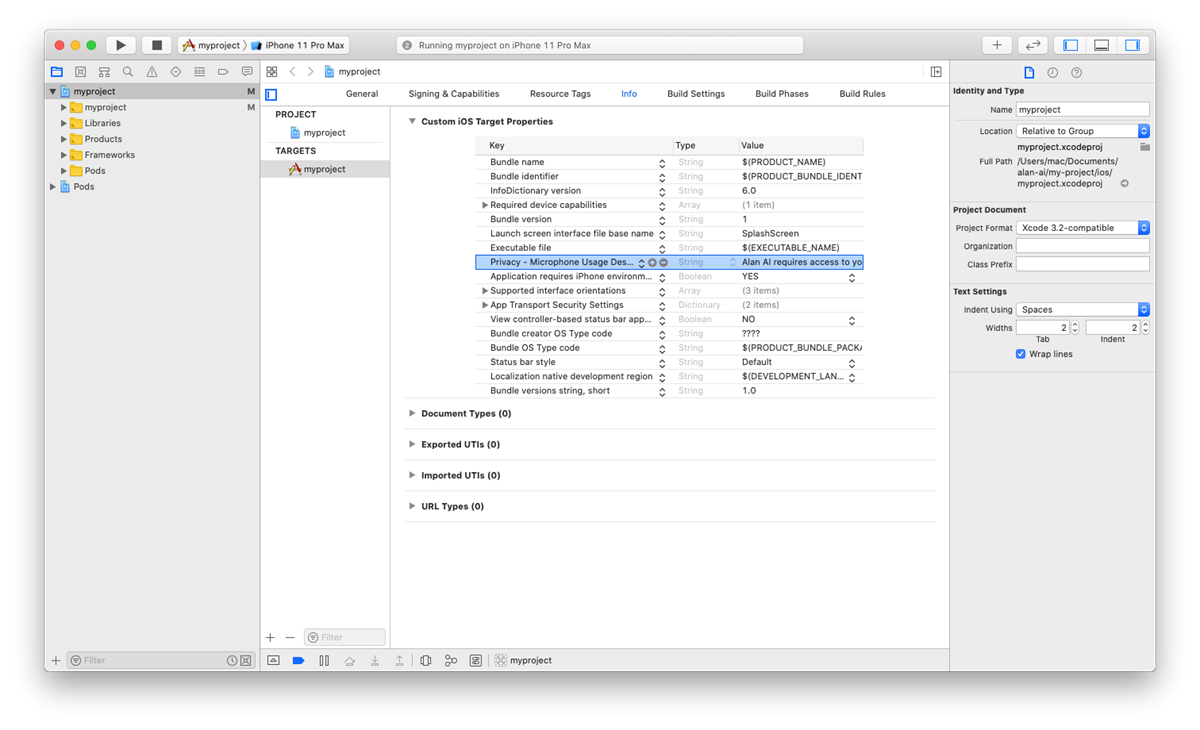 myproject 〉 iPhone 11 Pro Max
2 Running myproject on iPhone 11 Pro Max
myproject M
myproject M
Libraries
Products
Frameworks
Pods
Pods
Filter
myproject
General Signing & Capabilities Resource Tags Info Build Settings Build Phases Build Rules
PROJECT
myproject
TARGETS
myproject
Filter
Custom iOS Target Properties
Key Type Value
Bundle name String $(PRODUCT_NAME)
Bundle identifier String $(PRODUCT_BUNDLE_IDENT
InfoDictionary version String 6.0
Required device capabilities Array (1 item)
Bundle version String 1
Launch screen interface file base name String SplashScreen
Executable file String $(EXECUTABLE_NAME)
Privacy - Microphone Usage Des... String Alan AI requires access to yo
Application requires iPhone environm... Boolean YES
Supported interface orientations Array (3 items)
App Transport Security Settings Dictionary (2 items)
View controller-based status bar app... Boolean NO
Bundle creator OS Type code String ????
Bundle OS Type code String $(PRODUCT_BUNDLE_PACKA
Status bar style String Default
Localization native development region String $(DEVELOPMENT_LAN...
Bundle versions string, short String 1.0
Document Types (0)
Exported UTIs (0)
Imported UTIs (0)
URL Types (0)
myproject
Identity and Type
Name myproject
Location Relative to Group
myproject.xcodeproj
Full Path /Users/mac/Documents/
alan-ai/my-project/ios/
myproject.xcodeproj
Project Document
Project Format Xcode 3.2-compatible
Organization
Class Prefix
Text Settings
Indent Using Spaces
Widths 2 2
Tab Indent
Wrap lines